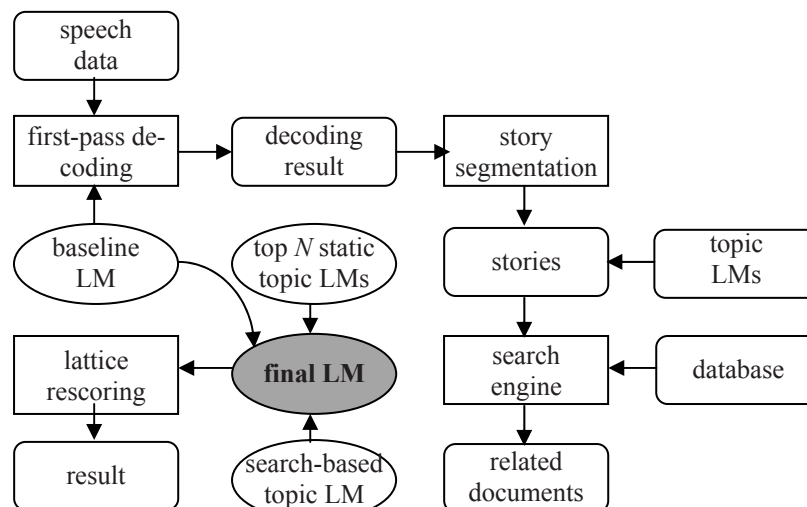 speech
data
first-pass de-
coding
decoding
result
story
segmentation
baseline
LM
top N static
topic LMs
stories
topic
LMs
lattice
rescoring
final LM
search
engine
database
result
search-based
topic LM
related
documents